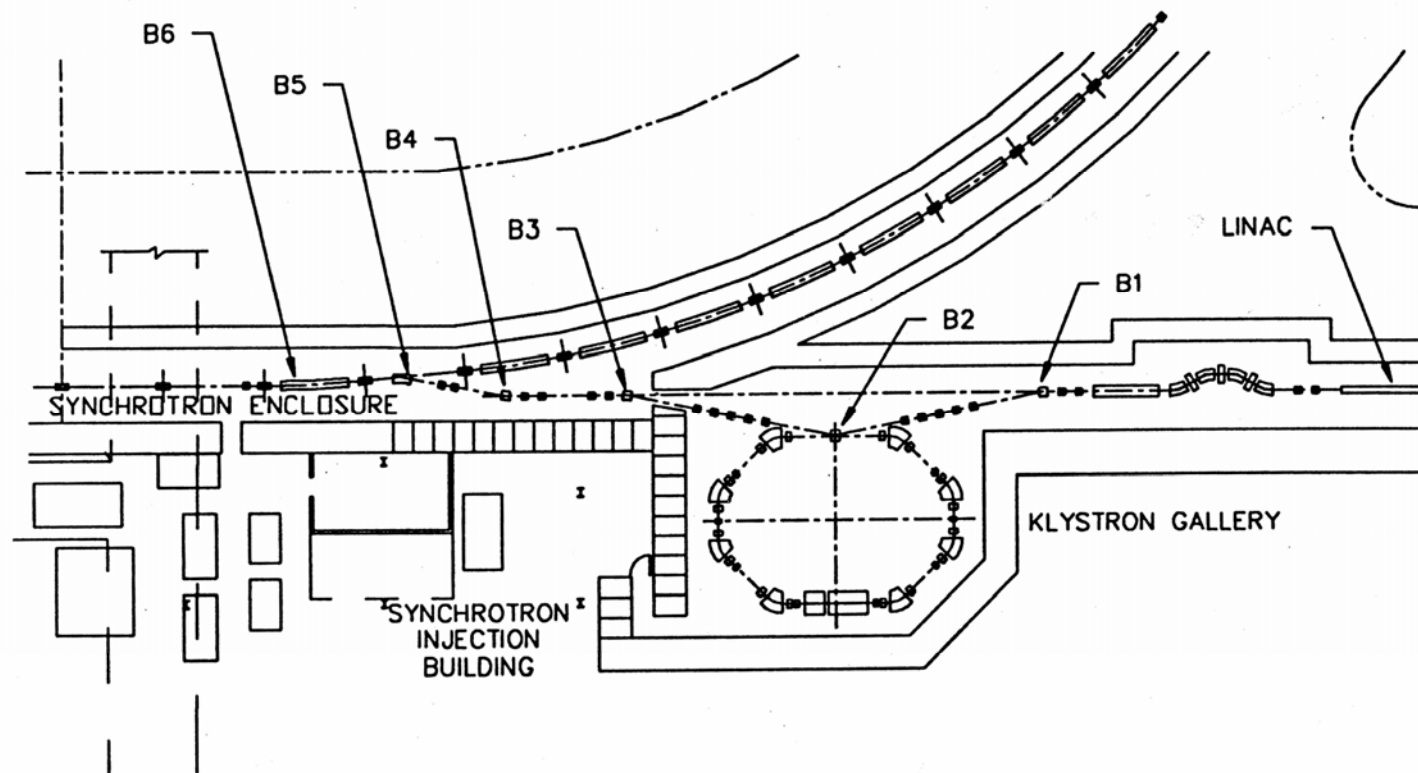 B6
B5
B4
B3
LINAC
B1
B2
SYNCHROTRON ENCLOSURE
KLYSTRON GALLERY
SYNCHROTRON
INJECTION
BUILDING